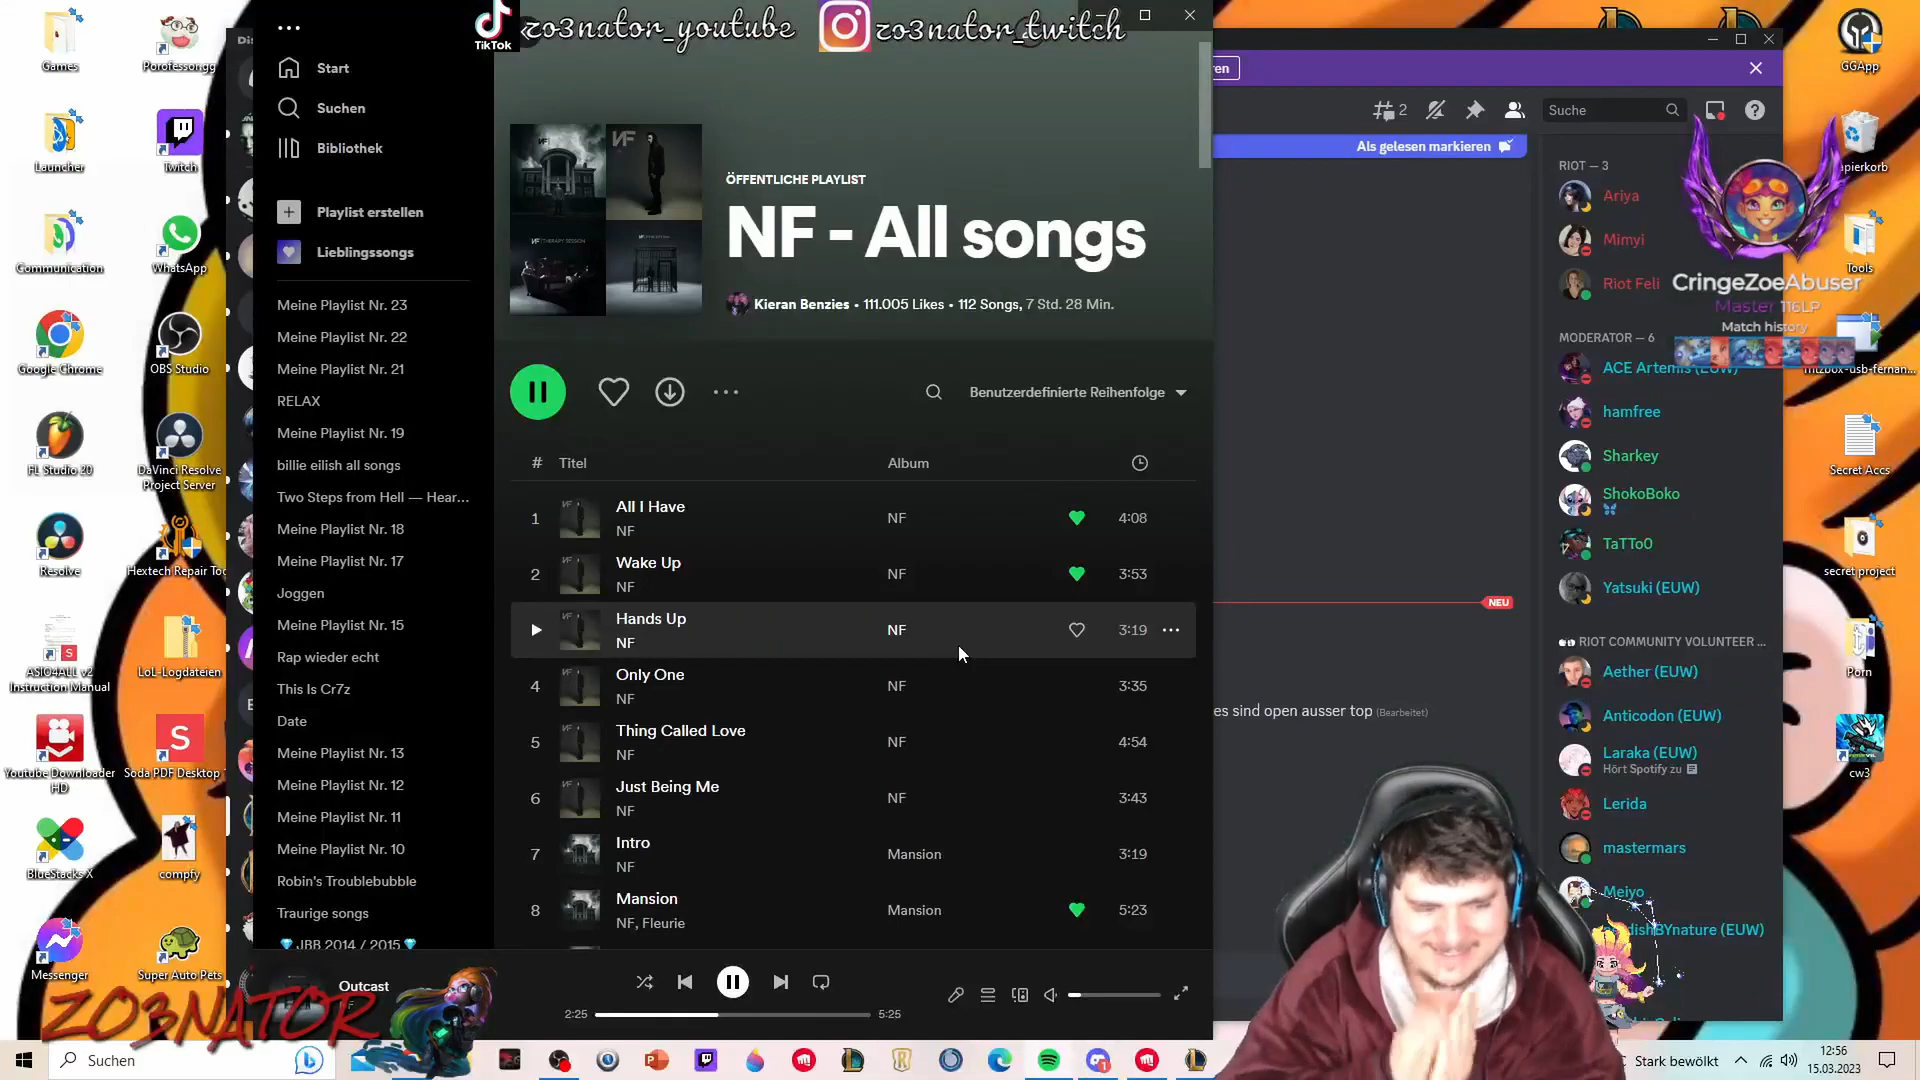 Games
Porofessor.gg
Launcher
Twitch
Communication
WhatsApp
Google Chrome
OBS Studio
FL Studio 20
DaVinci Resolve
Project Server
Resolve
Hextech Repair Too
ASIO4ALL v2
Instruction Manual
LoL-Logdateien
Youtube Downloader
HD
Soda PDF Desktop
BlueStacks X
compfy
Messenger
Super Auto Pets
ZO3NATOR
Start
Suchen
Bibliothek
Playlist erstellen
Lieblingssongs
Meine Playlist Nr. 23
Meine Playlist Nr. 22
Meine Playlist Nr. 21
RELAX
Meine Playlist Nr. 19
billie eilish all songs
Two Steps from Hell — Hear...
Meine Playlist Nr. 18
Meine Playlist Nr. 17
Joggen
Meine Playlist Nr. 15
Rap wieder echt
This Is Cr7z
Date
Meine Playlist Nr. 13
Meine Playlist Nr. 12
Meine Playlist Nr. 11
Meine Playlist Nr. 10
Robin's Troublebubble
Traurige songs
💎 JBB 2014 / 2015 💎
TikTok
zo3nator_youtube
zo3nator_twitch
ÖFFENTLICHE PLAYLIST
NF - All songs
Kieran Benzies • 111.005 Likes • 112 Songs, 7 Std. 28 Min.
Benutzerdefinierte Reihenfolge
# Titel Album
1 All I Have NF 4:08
NF
2 Wake Up NF 3:53
NF
Hands Up NF 3:19
NF
4 Only One NF 3:35
NF
5 Thing Called Love NF 4:54
NF
6 Just Being Me NF 3:43
NF
7 Intro Mansion 3:19
NF
8 Mansion Mansion 5:23
NF, Fleurie
Outcast
2:25 5:25
ren
2
Suche
Als gelesen markieren
NEU
es sind open ausser top (Bearbeitet)
RIOT — 3
Ariya
Mimyi
Riot Feli
MODERATOR — 6
ACE Artemis (EUW)
hamfree
Sharkey
ShokoBoko
TaTTo0
Yatsuki (EUW)
RIOT COMMUNITY VOLUNTEER ...
Aether (EUW)
Anticodon (EUW)
Laraka (EUW)
Hört Spotify zu
Lerida
mastermars
Meiyo
dishBYnature (EUW)
CringeZoeAbuser
Master 116LP
Match history
GGApp
apierkorb
Tools
ritzbox-usb-fernan...
Secret Accs
secret project
Porn
cw3
Suchen
Stark bewölkt
12:56
15.03.2023